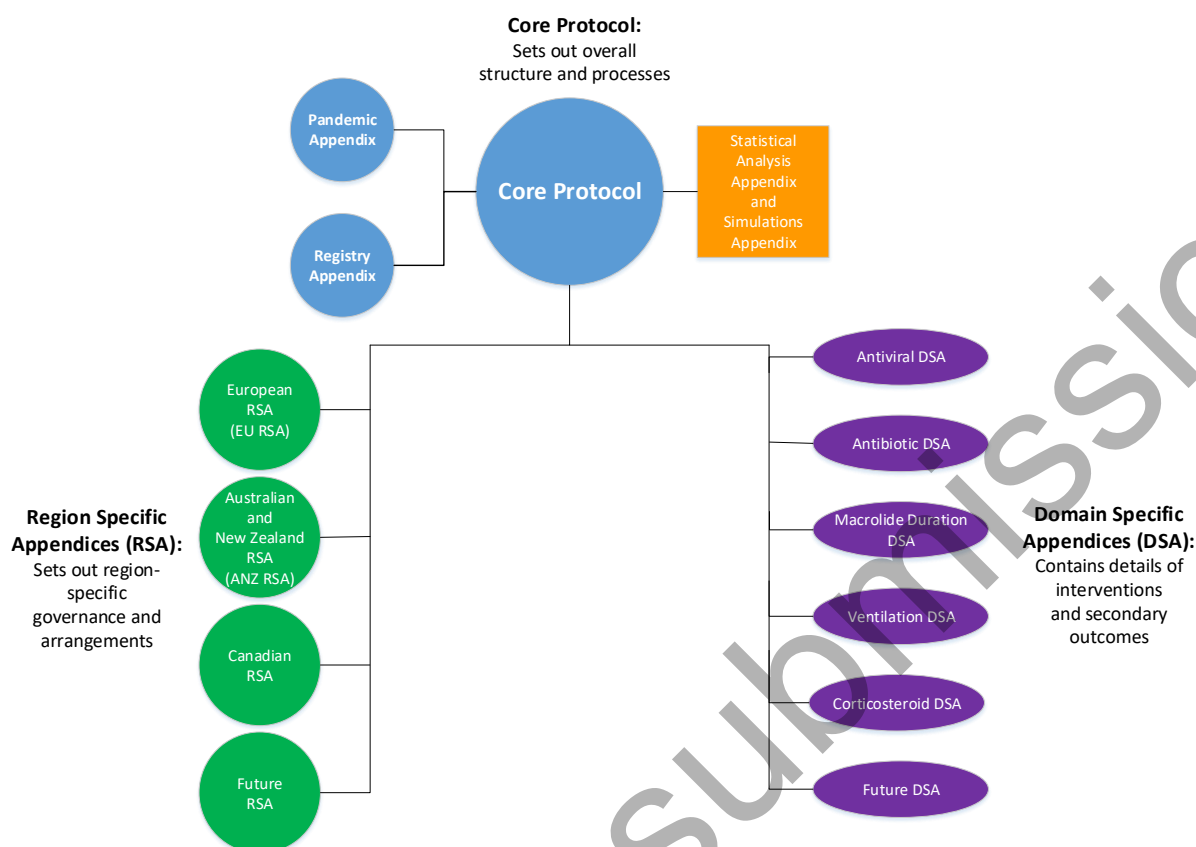 Core Protocol:
Sets out overall
structure and processes
Pandemic
Appendix
Core Protocol
Statistical
Analysis
Appendix
and
Simulations
Appendix
Registry
Appendix
European
RSA
(EU RSA)
Australian
and
New Zealand
RSA
(ANZ RSA)
Canadian
RSA
Future
RSA
Region Specific
Appendices (RSA):
Sets out region-
specific
governance and
arrangements
Antiviral DSA
Antibiotic DSA
Macrolide Duration
DSA
Ventilation DSA
Corticosteroid DSA
Future DSA
Domain Specific
Appendices (DSA):
Contains details of
interventions
and secondary
outcomes